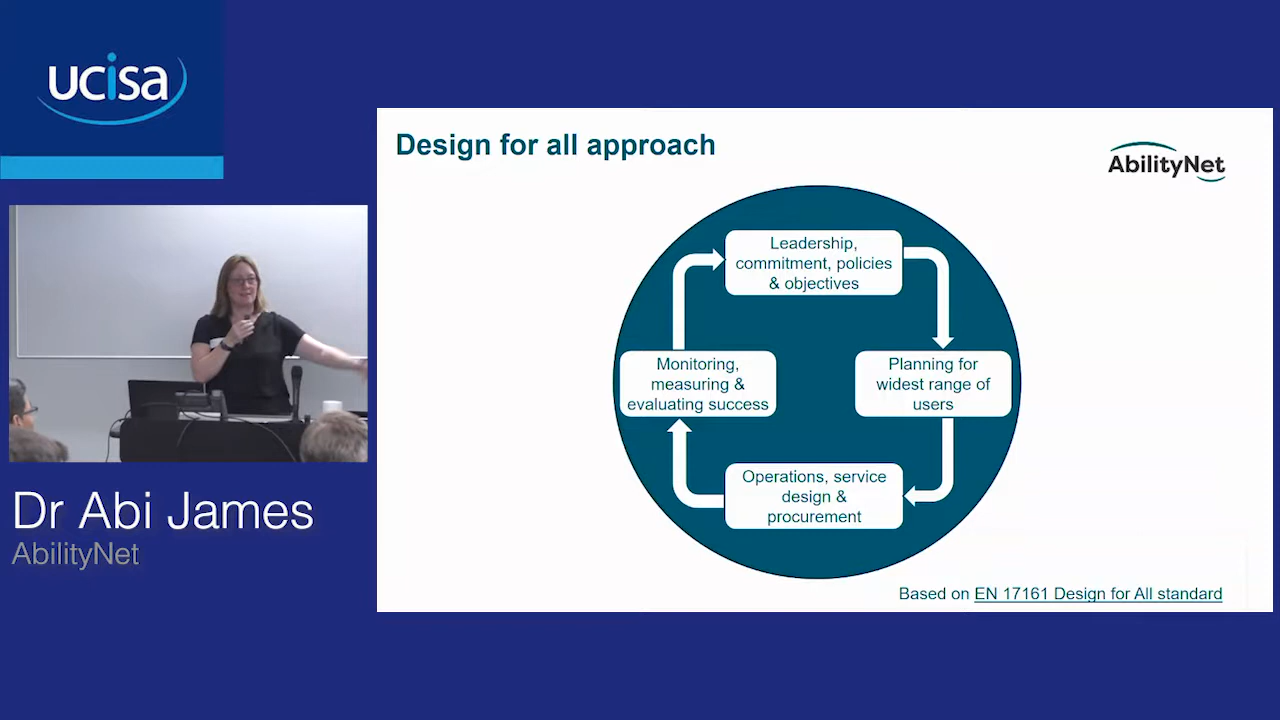 ucisa
Design for all approach
AbilityNet
Leadership,
commitment, policies
& objectives
Planning for
widest range of
users
Operations, service
design &
procurement
Monitoring,
measuring &
evaluating success
Based on EN 17161 Design for All standard
Dr Abi James
AbilityNet